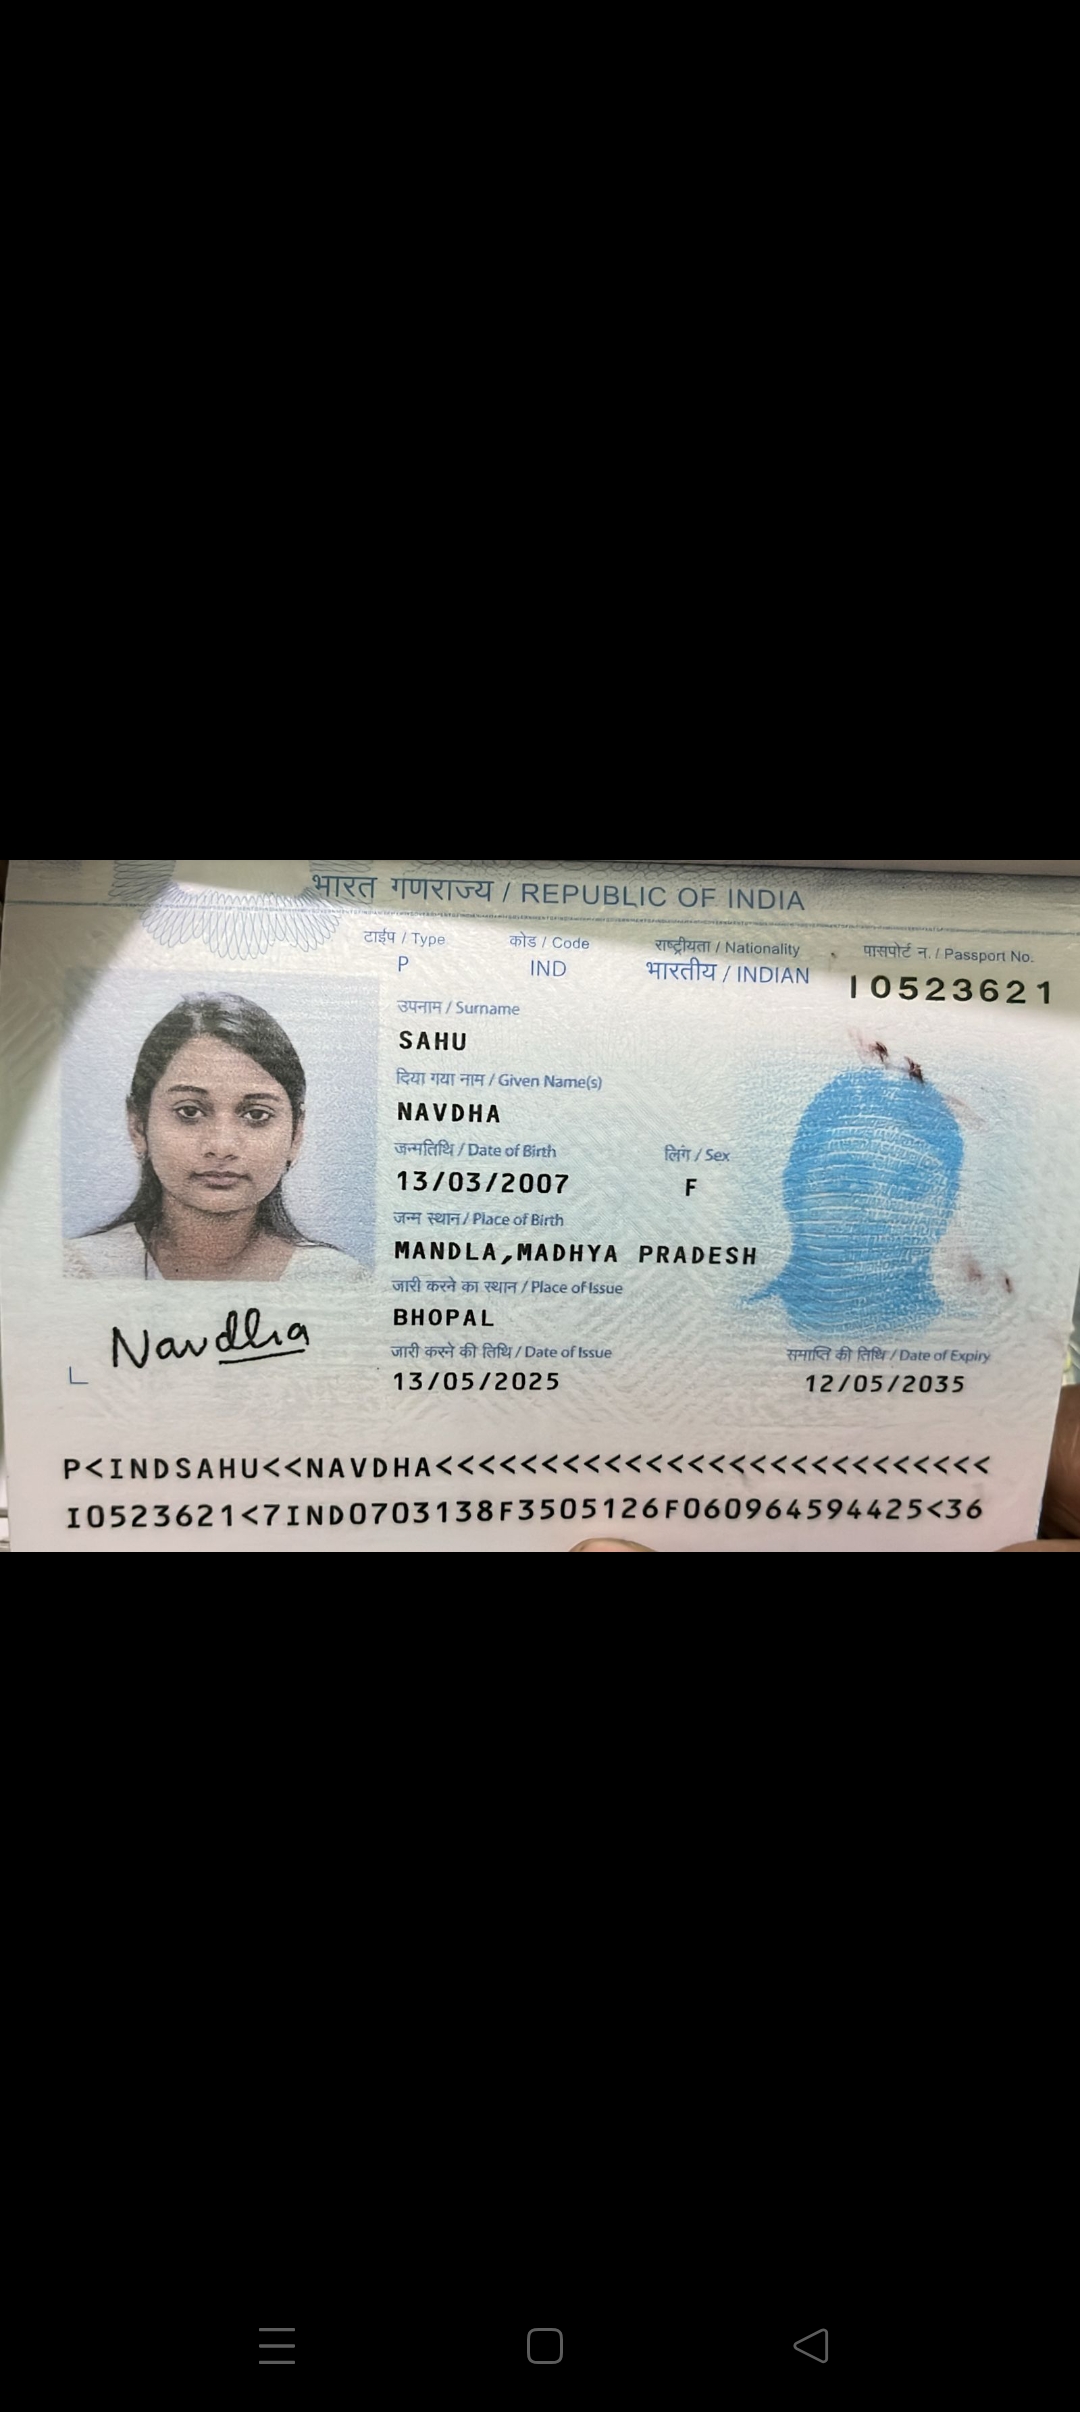 भारत गणराज्य / REPUBLIC OF INDIA
टाईप / Type
कोड / Code
राष्ट्रीयता / Nationality
पासपोर्ट न. / Passport No.
P
IND
भारतीय / INDIAN
I0523621
उपनाम / Surname
SAHU
दिया गया नाम / Given Name(s)
NAVDHA
जन्मतिथि / Date of Birth
लिंग / Sex
13/03/2007
F
जन्म स्थान / Place of Birth
MANDLA,MADHYA PRADESH
जारी करने का स्थान / Place of Issue
BHOPAL
Navdha
जारी करने की तिथि / Date of Issue
समाप्ति की तिथि / Date of Expiry
13/05/2025
12/05/2035
P<INDSAHU<<NAVDHA<<<<<<<<<<<<<<<<<<<<<<<<<<<
I0523621<7IND0703138F3505126F060964594425<36